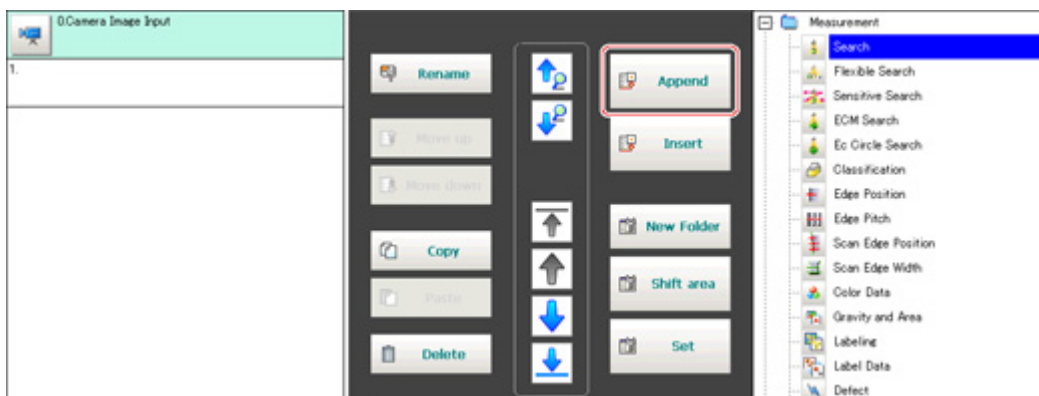 0.Camera Image Input
1.
Rename
Move up
Move down
Copy
Paste
Delete
Append
Insert
New Folder
Shift area
Set
Measurement
Search
Flexible Search
Sensitive Search
ECM Search
Ec Circle Search
Classification
Edge Position
Edge Pitch
Scan Edge Position
Scan Edge Width
Color Data
Gravity and Area
Labeling
Label Data
Defect